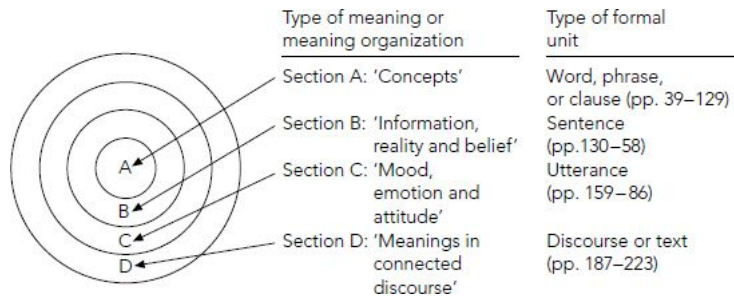 Type of meaning or
meaning organization
Type of formal
unit
Section A: ‘Concepts’
Word, phrase,
or clause (pp. 39–129)
Section B: ‘Information,
reality and belief’
Sentence
(pp.130–58)
Section C: ‘Mood,
emotion and
attitude’
Utterance
(pp. 159–86)
Section D: ‘Meanings in
connected
discourse’
Discourse or text
(pp. 187–223)
A
B
C
D